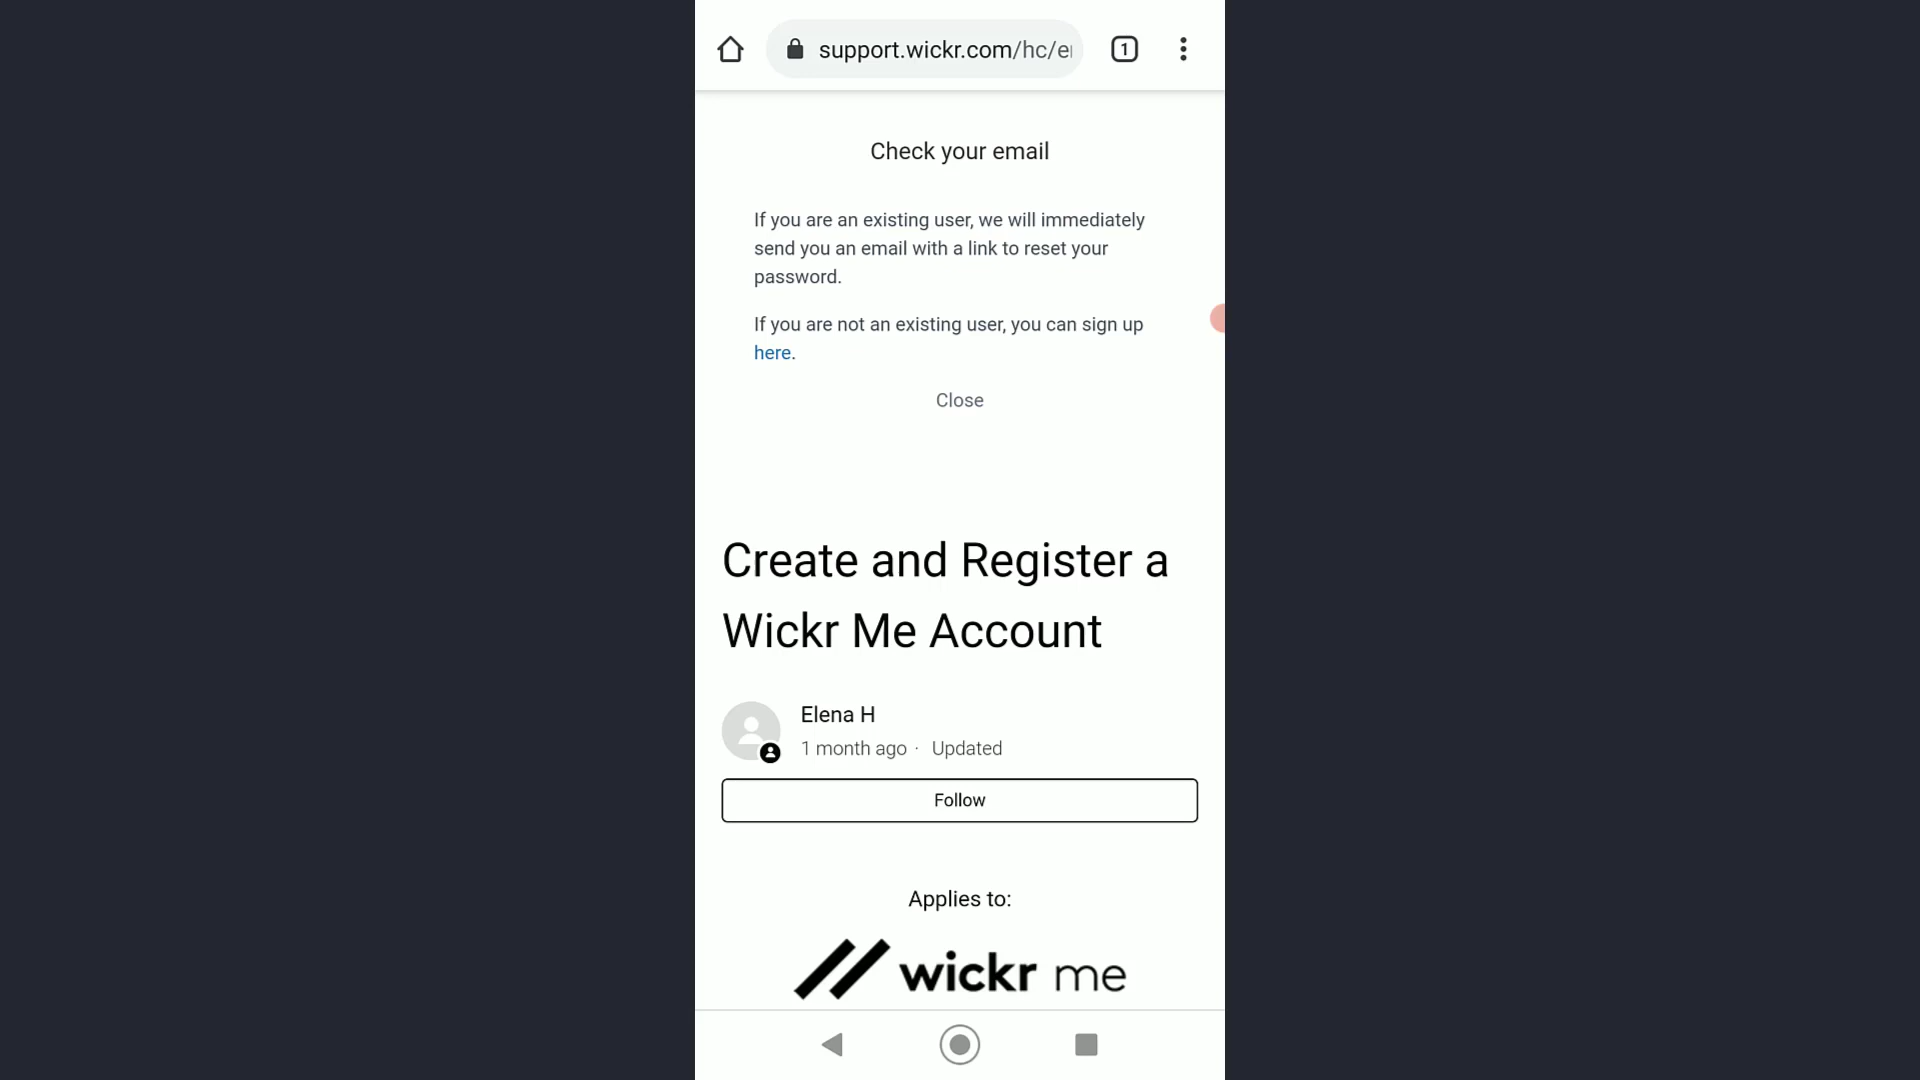 support.wickr.com/hc/e
1
Check your email
If you are an existing user, we will immediately
send you an email with a link to reset your
password.
If you are not an existing user, you can sign up
here.
Close
Create and Register a
Wickr Me Account
Elena H
1 month ago · Updated
Follow
Applies to:
wickr me